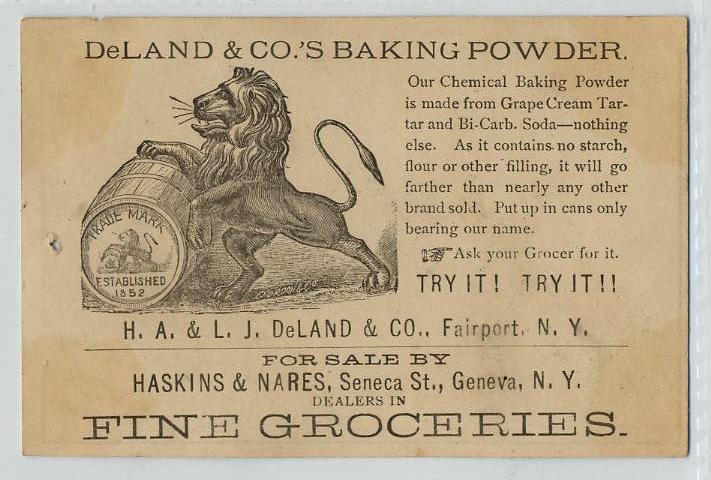 DeLAND & CO.'S BAKING POWDER.
Our Chemical Baking Powder
is made from Grape Cream Tar-
tar and Bi-Carb. Soda—nothing
else. As it contains no starch,
flour or other filling, it will go
farther than nearly any other
brand sold. Put up in cans only
bearing our name.
☞ Ask your Grocer for it.
TRY IT! TRY IT!!
TRADE MARK
ESTABLISHED
1852
H. A. & L. J. DeLAND & CO., Fairport, N. Y.
FOR SALE BY
HASKINS & NARES, Seneca St., Geneva, N. Y.
DEALERS IN
FINE GROCERIES.